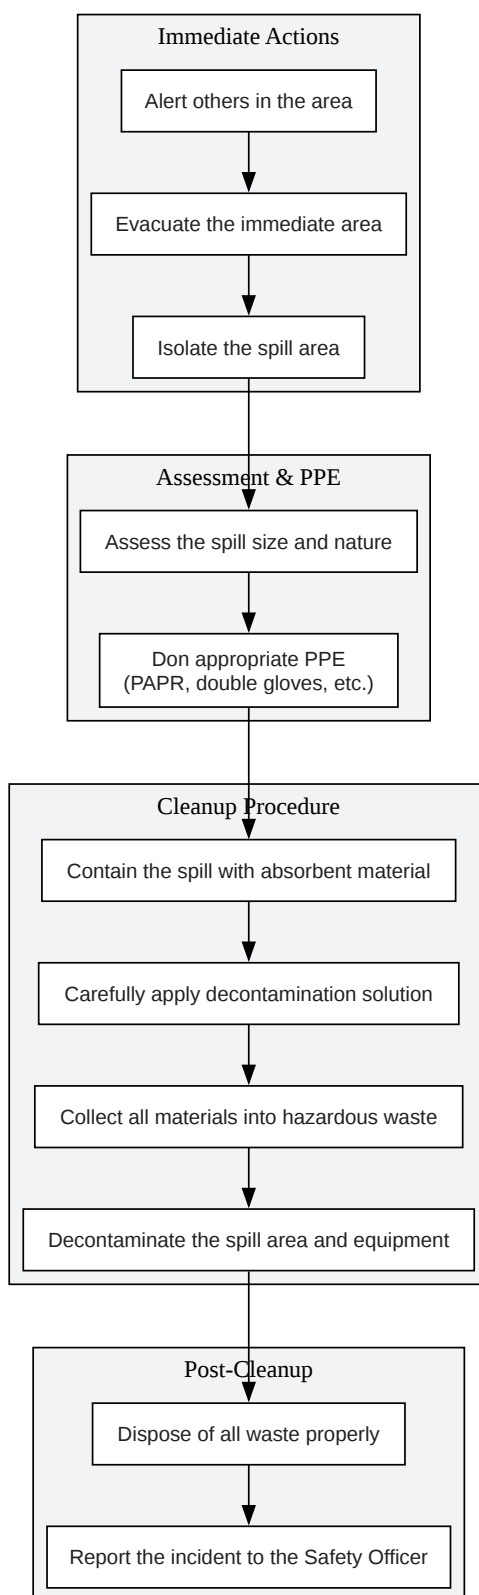 Immediate Actions
Alert others in the area
Evacuate the immediate area
Isolate the spill area
Assessment & PPE
Assess the spill size and nature
Don appropriate PPE
(PAPR, double gloves, etc.)
Cleanup Procedure
Contain the spill with absorbent material
Carefully apply decontamination solution
Collect all materials into hazardous waste
Decontaminate the spill area and equipment
Post-Cleanup
Dispose of all waste properly
Report the incident to the Safety Officer